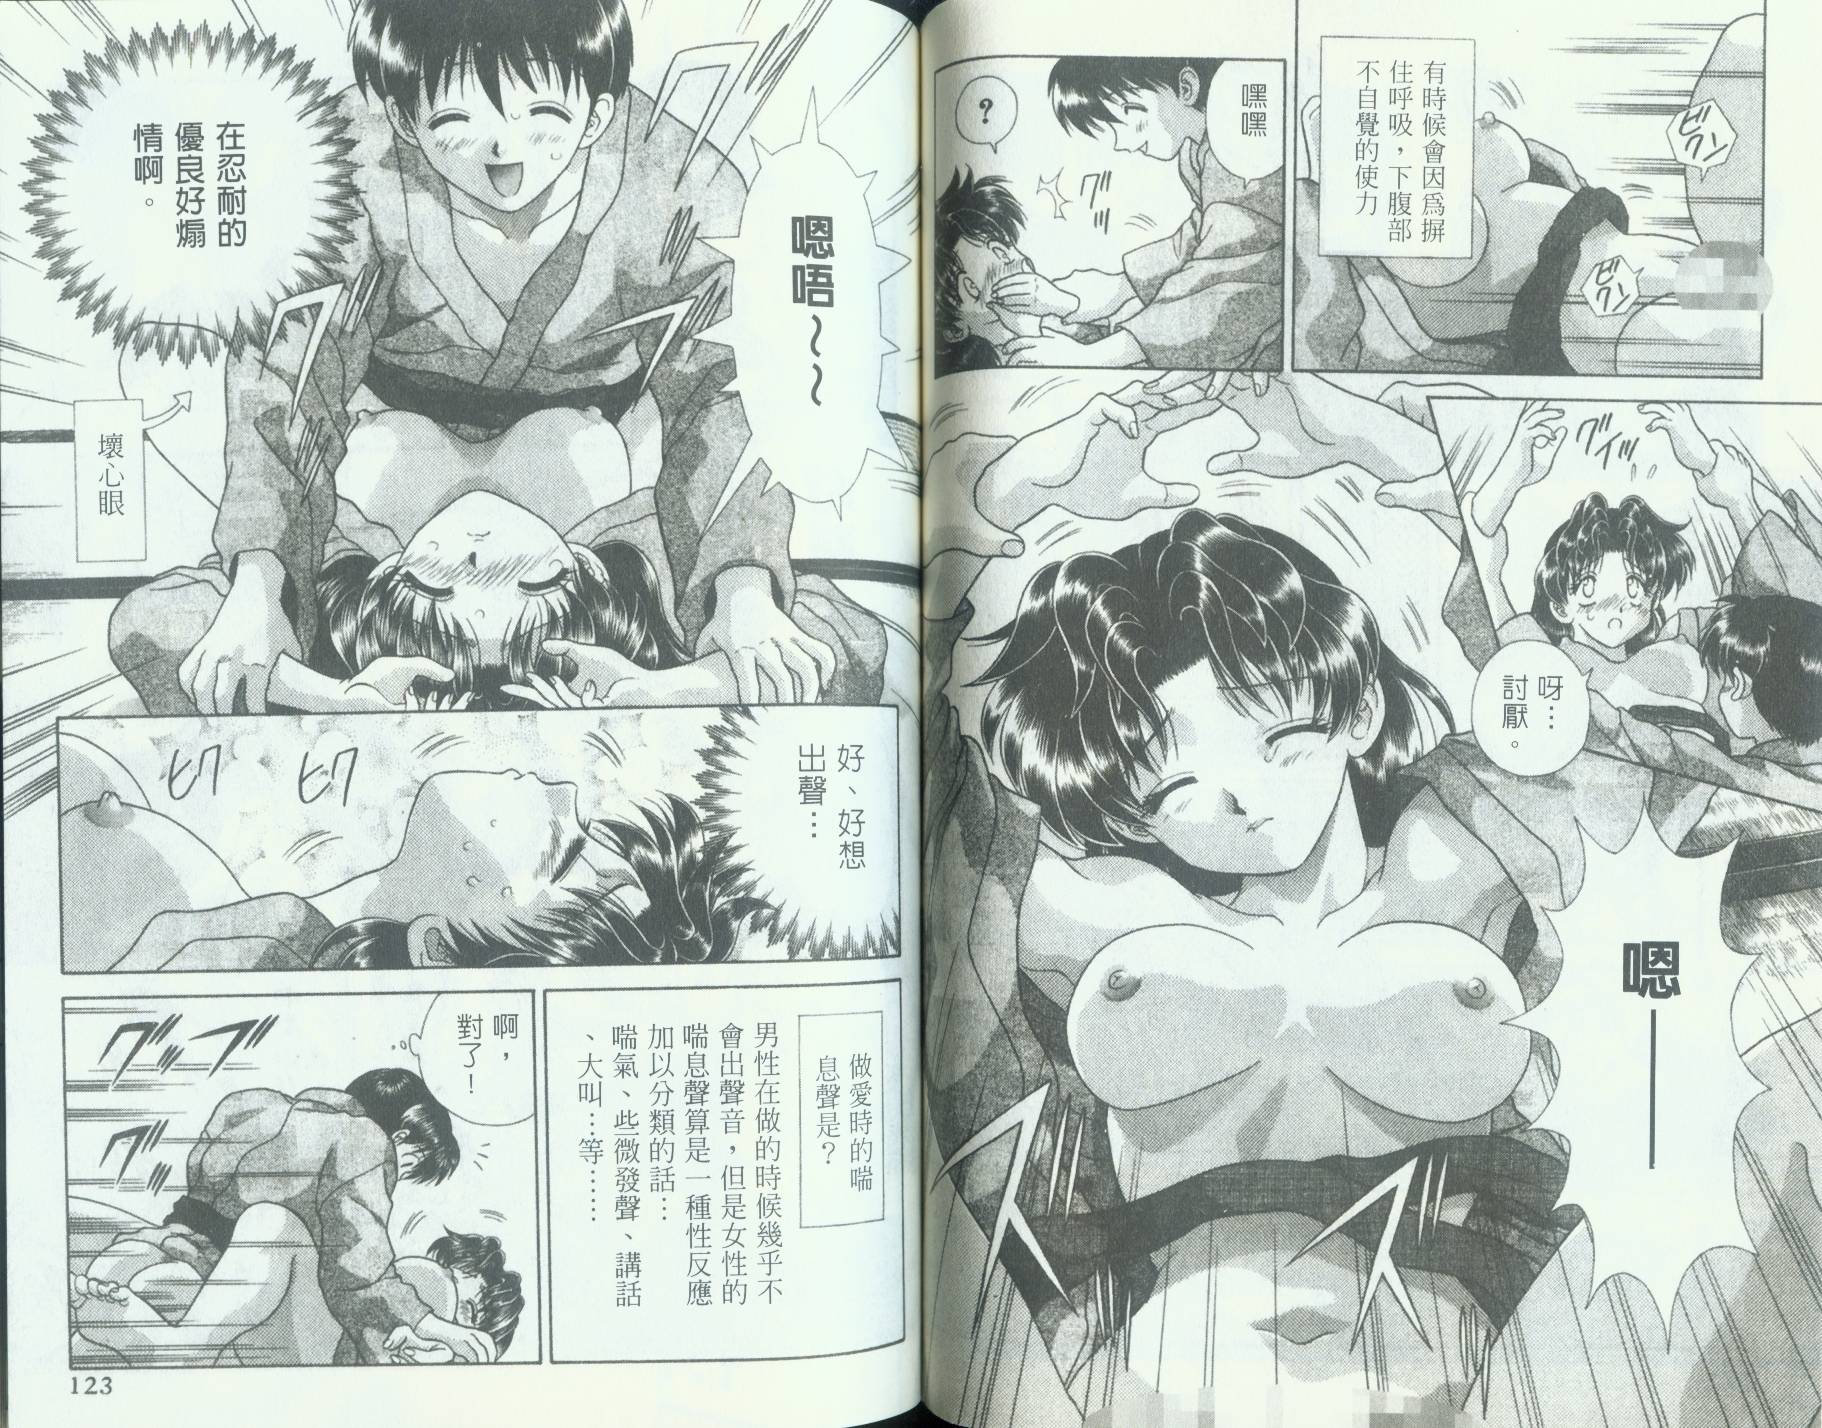 有時候會因爲摒
住呼吸，下腹部
不自覺的使力
ビクン
ビクン
嘿嘿
？
グッ
グイッ
呀…
討厭。
嗯——
嗯唔～～
在忍耐的
優良好煽
情啊。
壞心眼
好、好想
出聲…
ビク
ビク
做愛時的喘
息聲是？
男性在做的時候幾乎不
會出聲音，但是女性的
喘息聲算是一種性反應
加以分類的話…
喘氣、些微發聲、講話
、大叫…等……
啊，
對了！
グッ
グッ
グッ
123